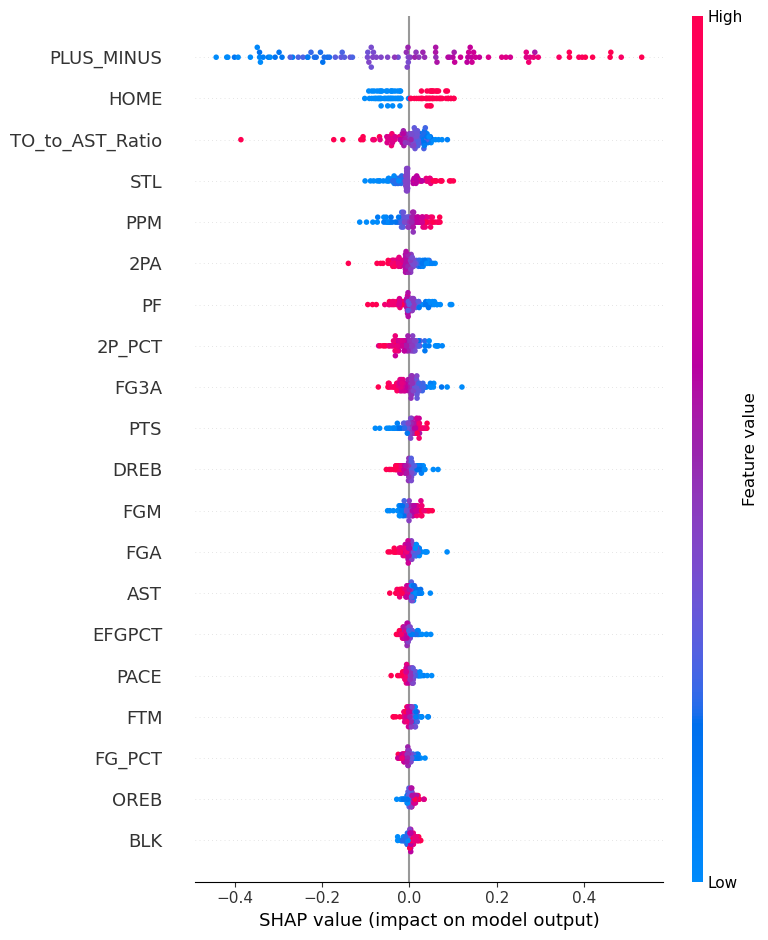 High
PLUS_MINUS
HOME
TO_to_AST_Ratio
STL
PPM
2PA
PF
2P_PCT
FG3A
PTS
DREB
FGM
FGA
AST
EFGPCT
PACE
FTM
FG_PCT
OREB
BLK
Feature value
Low
−0.4 −0.2 0.0 0.2 0.4
SHAP value (impact on model output)